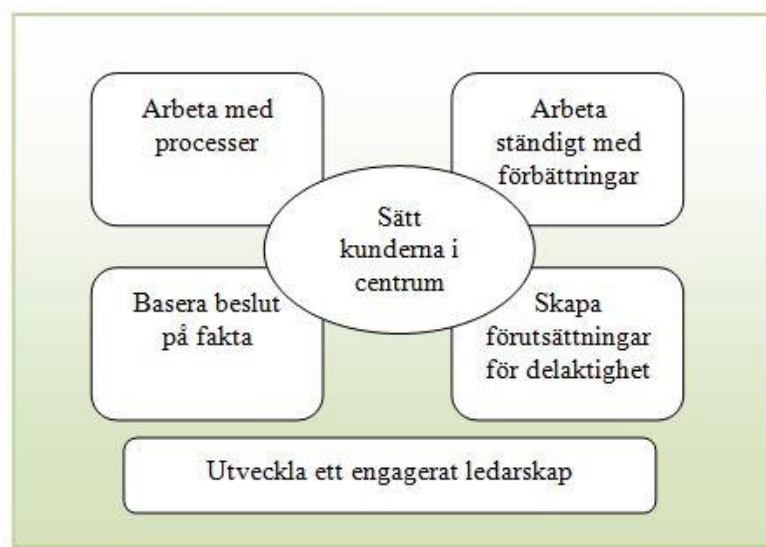 Arbeta med
processer
Arbeta
ständigt med
förbättringar
Sätt
kunderna i
centrum
Basera beslut
på fakta
Skapa
förutsättningar
för delaktighet
Utveckla ett engagerat ledarskap